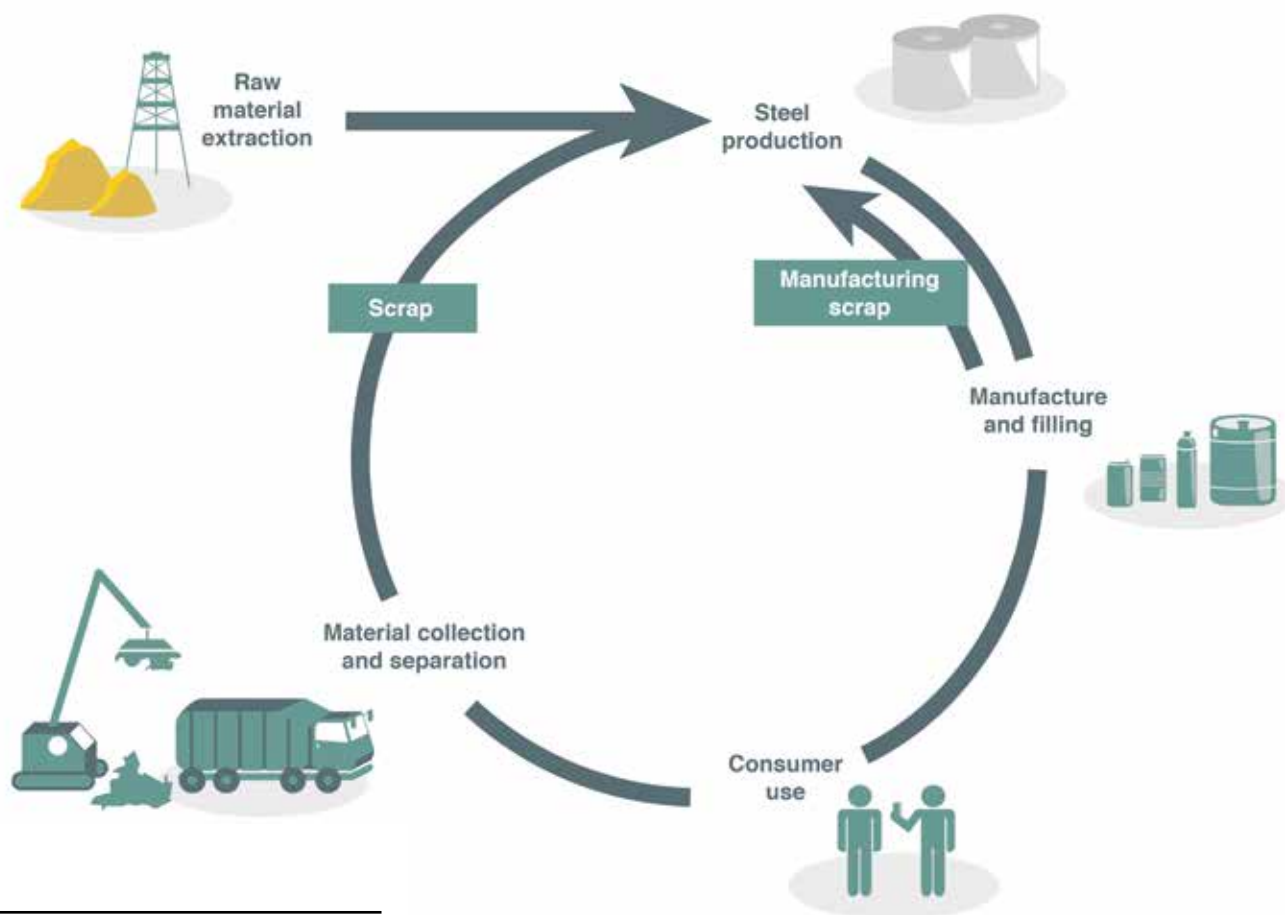 Raw
material
extraction
Steel
production
Scrap
Manufacturing
scrap
Manufacture
and filling
Material collection
and separation
Consumer
use